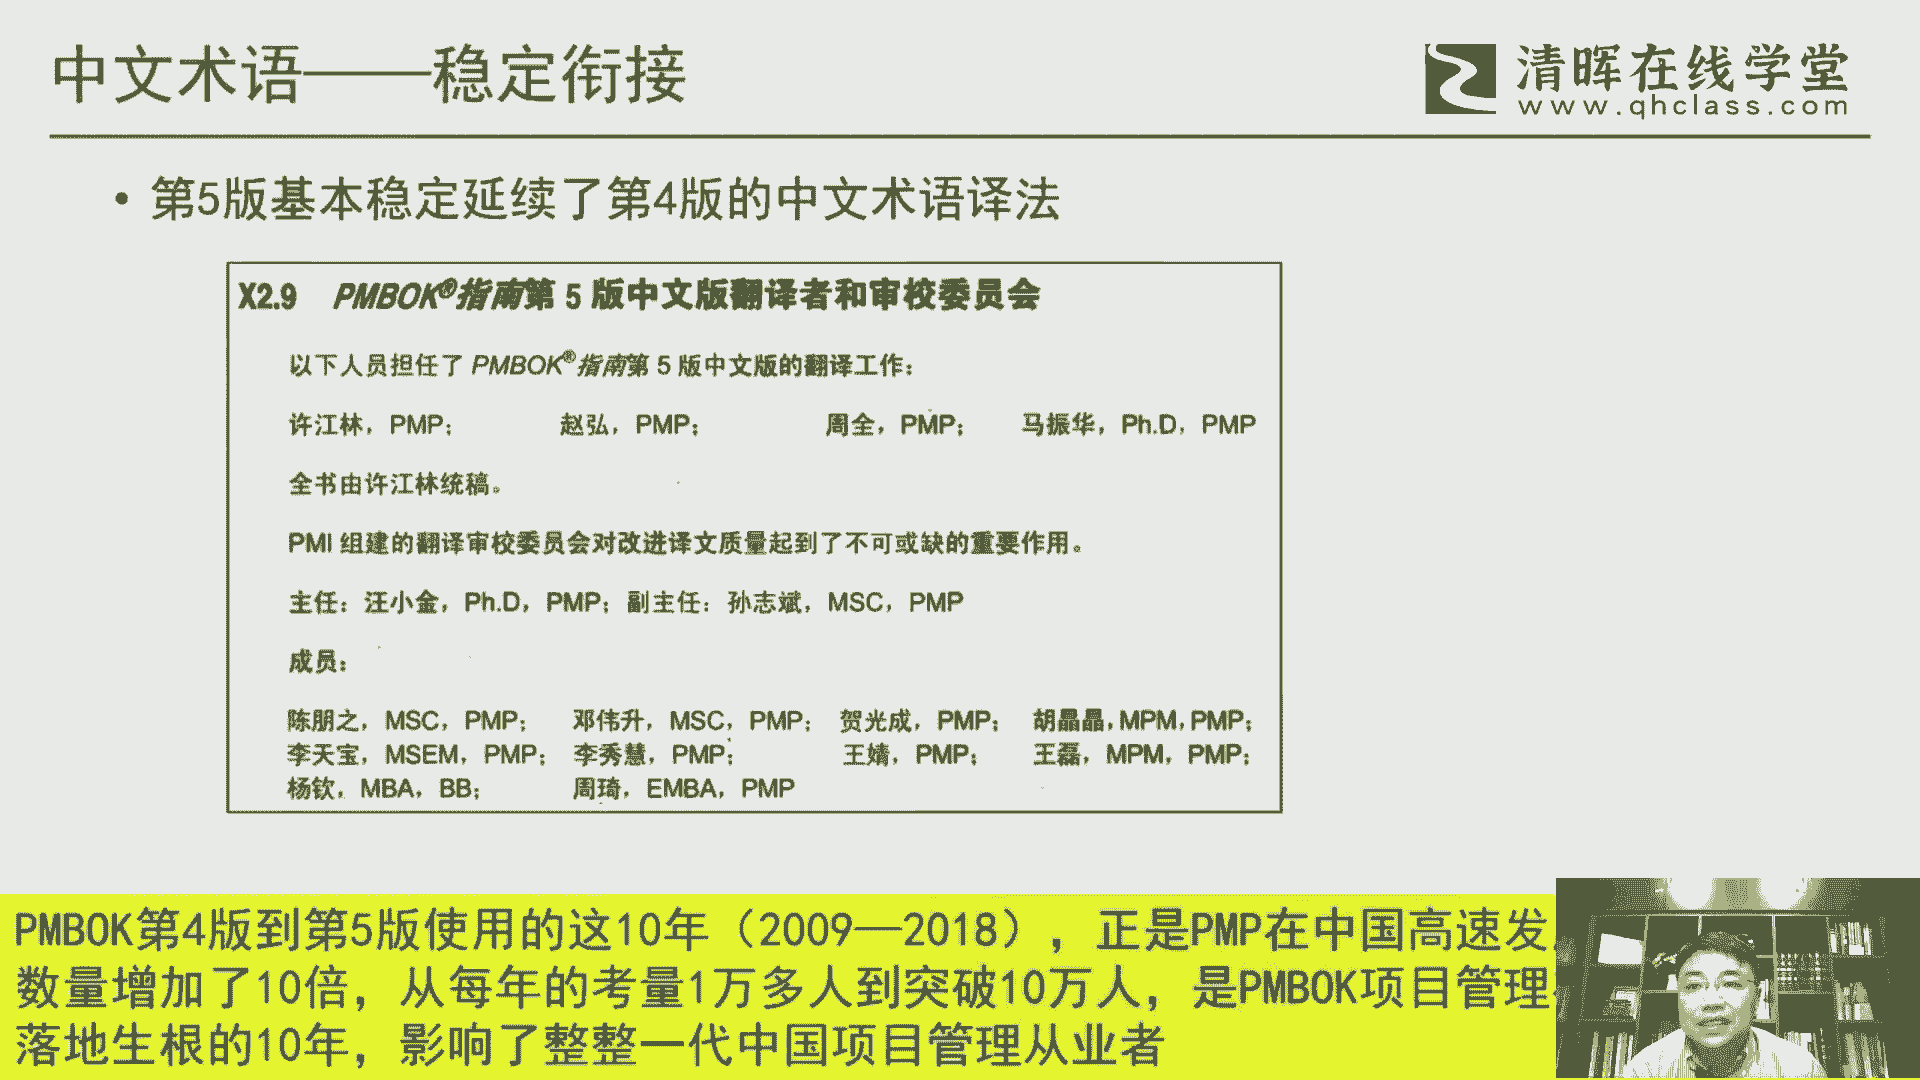 中文术语——稳定衔接
清晖在线学堂
www.qhclass.com
• 第5版基本稳定延续了第4版的中文术语译法
X2.9 PMBOK®指南第 5 版中文版翻译者和审校委员会
以下人员担任了 PMBOK®指南第 5 版中文版的翻译工作：
许江林，PMP； 赵弘，PMP； 周全，PMP； 马振华，Ph.D，PMP
全书由许江林统稿。
PMI 组建的翻译审校委员会对改进译文质量起到了不可或缺的重要作用。
主任：汪小金，Ph.D，PMP；副主任：孙志斌，MSC，PMP
成员：
陈朋之，MSC，PMP； 邓伟升，MSC，PMP； 贺光成，PMP； 胡晶晶，MPM，PMP；
李天宝，MSEM，PMP； 李秀慧，PMP； 王婧，PMP； 王磊，MPM，PMP；
杨钦，MBA，BB； 周琦，EMBA，PMP
PMBOK第4版到第5版使用的这10年（2009—2018），正是PMP在中国高速发
数量增加了10倍，从每年的考量1万多人到突破10万人，是PMBOK项目管理
落地生根的10年，影响了整整一代中国项目管理从业者